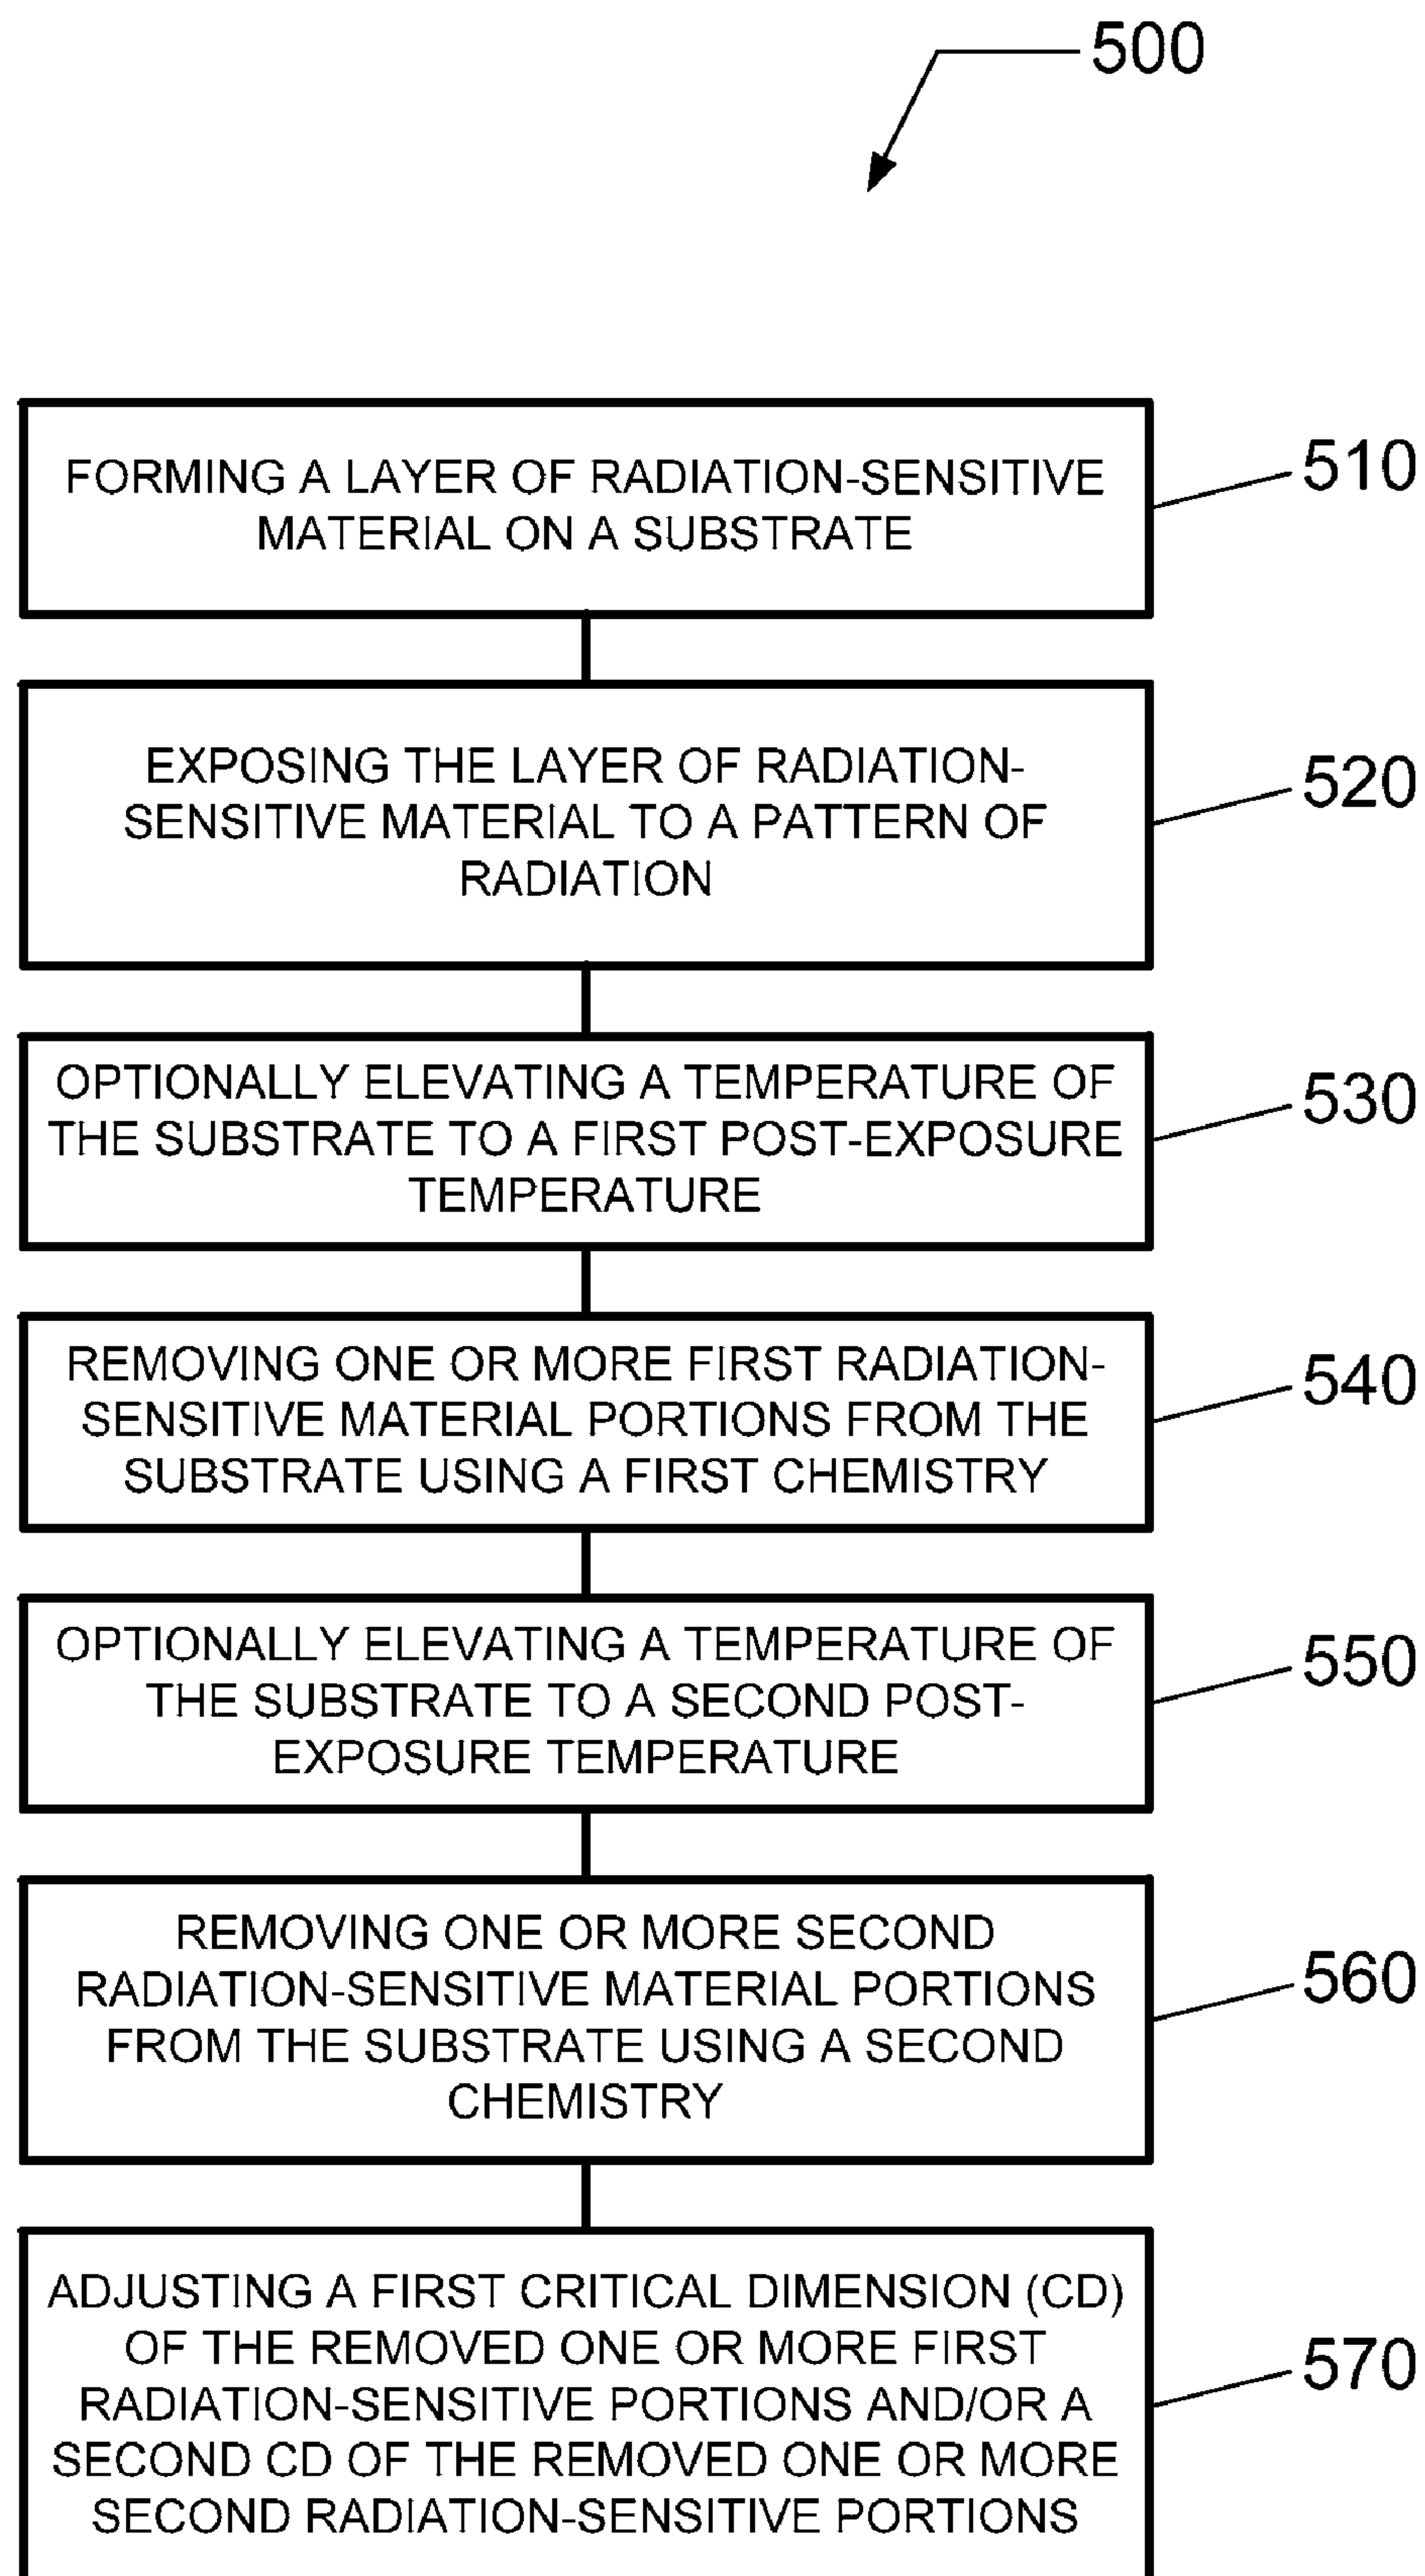 500
FORMING A LAYER OF RADIATION-SENSITIVE
MATERIAL ON A SUBSTRATE
510
EXPOSING THE LAYER OF RADIATION-
SENSITIVE MATERIAL TO A PATTERN OF
RADIATION
520
OPTIONALLY ELEVATING A TEMPERATURE OF
THE SUBSTRATE TO A FIRST POST-EXPOSURE
TEMPERATURE
530
REMOVING ONE OR MORE FIRST RADIATION-
SENSITIVE MATERIAL PORTIONS FROM THE
SUBSTRATE USING A FIRST CHEMISTRY
540
OPTIONALLY ELEVATING A TEMPERATURE OF
THE SUBSTRATE TO A SECOND POST-
EXPOSURE TEMPERATURE
550
REMOVING ONE OR MORE SECOND
RADIATION-SENSITIVE MATERIAL PORTIONS
FROM THE SUBSTRATE USING A SECOND
CHEMISTRY
560
ADJUSTING A FIRST CRITICAL DIMENSION (CD)
OF THE REMOVED ONE OR MORE FIRST
RADIATION-SENSITIVE PORTIONS AND/OR A
SECOND CD OF THE REMOVED ONE OR MORE
SECOND RADIATION-SENSITIVE PORTIONS
570